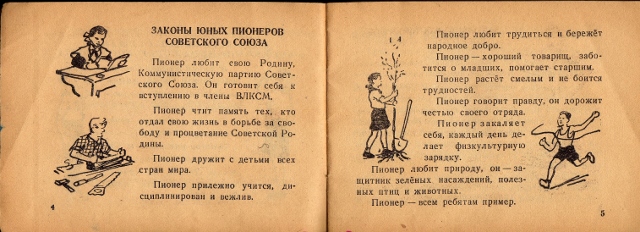 ЗАКОНЫ ЮНЫХ ПИОНЕРОВ
СОВЕТСКОГО СОЮЗА
Пионер любит свою Родину,
Коммунистическую партию Совет-
ского Союза. Он готовит себя к
вступлению в члены ВЛКСМ.
Пионер чтит память тех, кто
отдал свою жизнь в борьбе за сво-
боду и процветание Советской Ро-
дины.
Пионер дружит с детьми всех
стран мира.
Пионер прилежно учится, дис-
циплинирован и вежлив.
4
Пионер любит трудиться и бережёт
народное добро.
Пионер — хороший товарищ, забо-
тится о младших, помогает старшим.
Пионер растёт смелым и не боится
трудностей.
Пионер говорит правду, он дорожит
честью своего отряда.
Пионер закаляет
себя, каждый день де-
лает физкультурную
зарядку.
Пионер любит природу, он — за-
щитник зелёных насаждений, полез-
ных птиц и животных.
Пионер — всем ребятам пример.
5